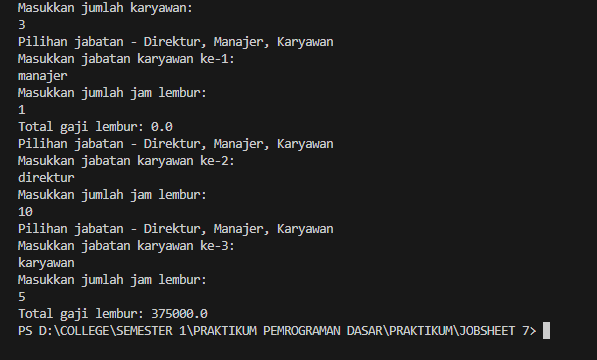 Masukkan jumlah karyawan:
3
Pilihan jabatan - Direktur, Manajer, Karyawan
Masukkan jabatan karyawan ke-1:
manajer
Masukkan jumlah jam lembur:
1
Total gaji lembur: 0.0
Pilihan jabatan - Direktur, Manajer, Karyawan
Masukkan jabatan karyawan ke-2:
direktur
Masukkan jumlah jam lembur:
10
Pilihan jabatan - Direktur, Manajer, Karyawan
Masukkan jabatan karyawan ke-3:
karyawan
Masukkan jumlah jam lembur:
5
Total gaji lembur: 375000.0
PS D:\COLLEGE\SEMESTER 1\PRAKTIKUM PEMROGRAMAN DASAR\PRAKTIKUM\JOBSHEET 7>